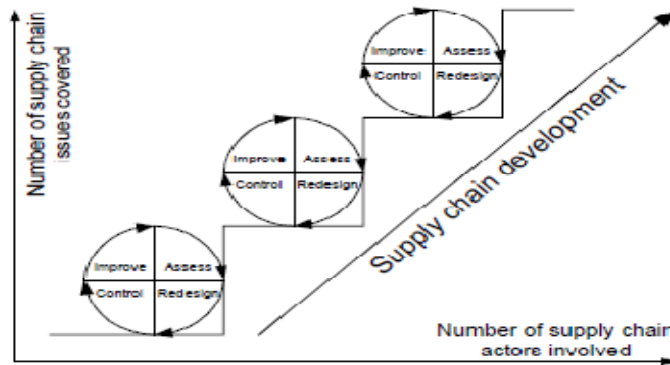 Number of supply chain
issues covered
Improve Assess
Control Redesign
Improve Assess
Control Redesign
Improve Assess
Control Redesign
Supply chain development
Number of supply chain
actors involved